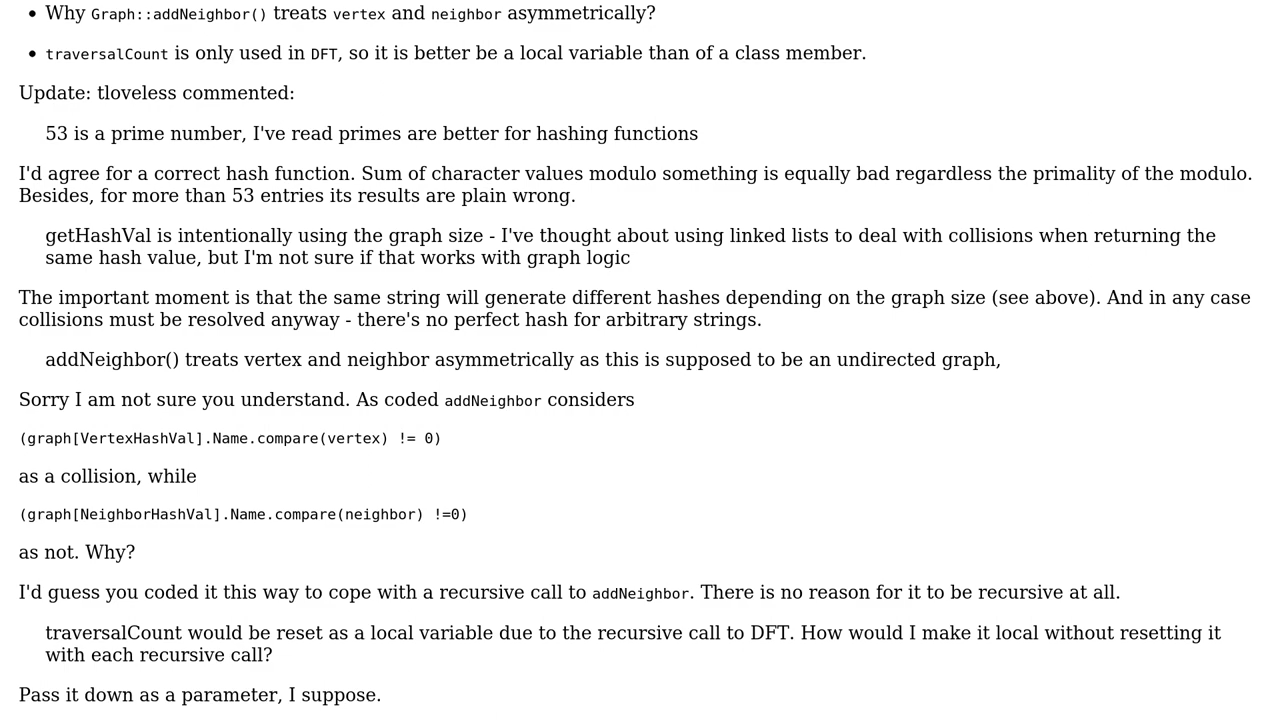 • Why Graph::addNeighbor() treats vertex and neighbor asymmetrically?
• traversalCount is only used in DFT, so it is better be a local variable than of a class member.
Update: tloveless commented:
53 is a prime number, I've read primes are better for hashing functions
I'd agree for a correct hash function. Sum of character values modulo something is equally bad regardless the primality of the modulo.
Besides, for more than 53 entries its results are plain wrong.
getHashVal is intentionally using the graph size - I've thought about using linked lists to deal with collisions when returning the
same hash value, but I'm not sure if that works with graph logic
The important moment is that the same string will generate different hashes depending on the graph size (see above). And in any case
collisions must be resolved anyway - there's no perfect hash for arbitrary strings.
addNeighbor() treats vertex and neighbor asymmetrically as this is supposed to be an undirected graph,
Sorry I am not sure you understand. As coded addNeighbor considers
(graph[VertexHashVal].Name.compare(vertex) != 0)
as a collision, while
(graph[NeighborHashVal].Name.compare(neighbor) !=0)
as not. Why?
I'd guess you coded it this way to cope with a recursive call to addNeighbor. There is no reason for it to be recursive at all.
traversalCount would be reset as a local variable due to the recursive call to DFT. How would I make it local without resetting it
with each recursive call?
Pass it down as a parameter, I suppose.